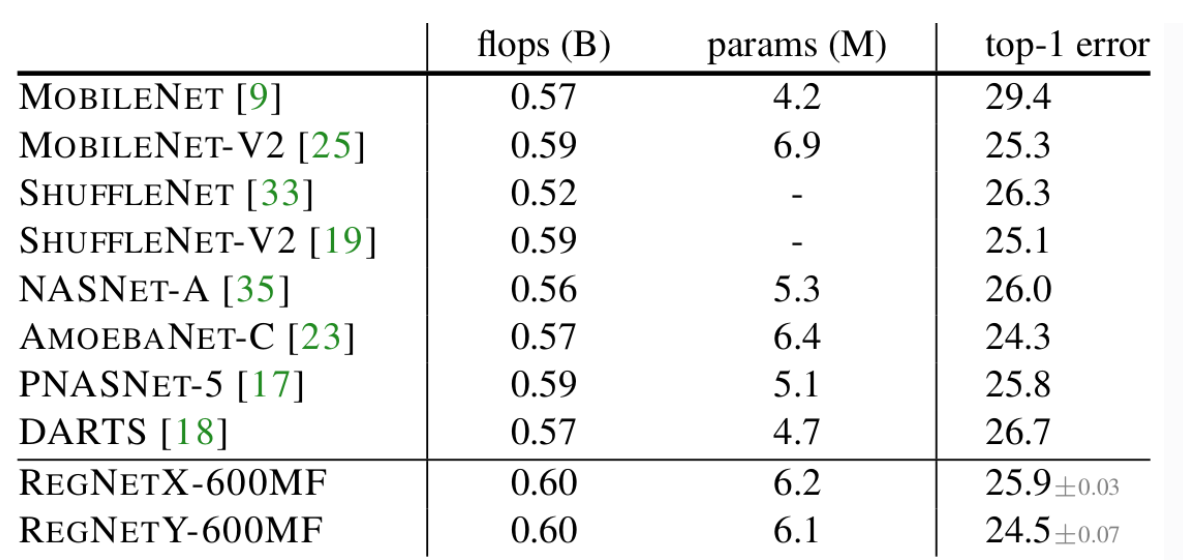 flops (B) params (M) top-1 error
MOBILENET [9] 0.57 4.2 29.4
MOBILENET-V2 [25] 0.59 6.9 25.3
SHUFFLENET [33] 0.52 - 26.3
SHUFFLENET-V2 [19] 0.59 - 25.1
NASNET-A [35] 0.56 5.3 26.0
AMOEBANET-C [23] 0.57 6.4 24.3
PNASNET-5 [17] 0.59 5.1 25.8
DARTS [18] 0.57 4.7 26.7
REGNETX-600MF 0.60 6.2 25.9±0.03
REGNETY-600MF 0.60 6.1 24.5±0.07